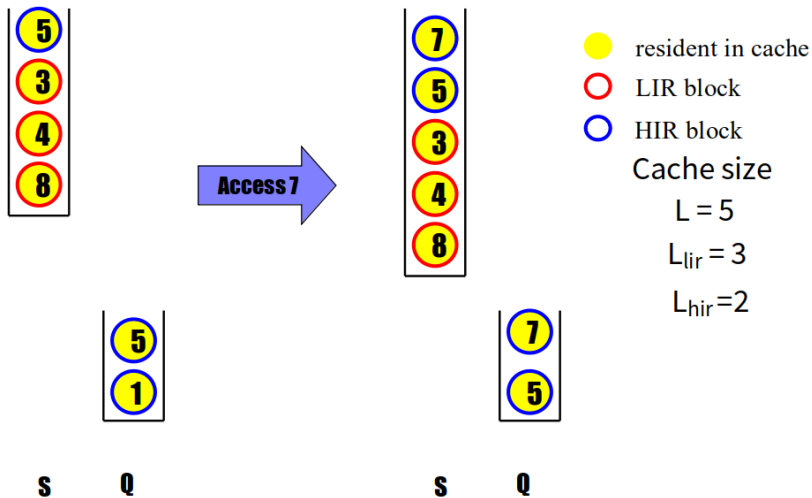 5
3
4
8
5
1
S Q
Access 7
7
5
3
4
8
7
5
S Q
resident in cache
LIR block
HIR block
Cache size
L = 5
Llir = 3
Lhir =2